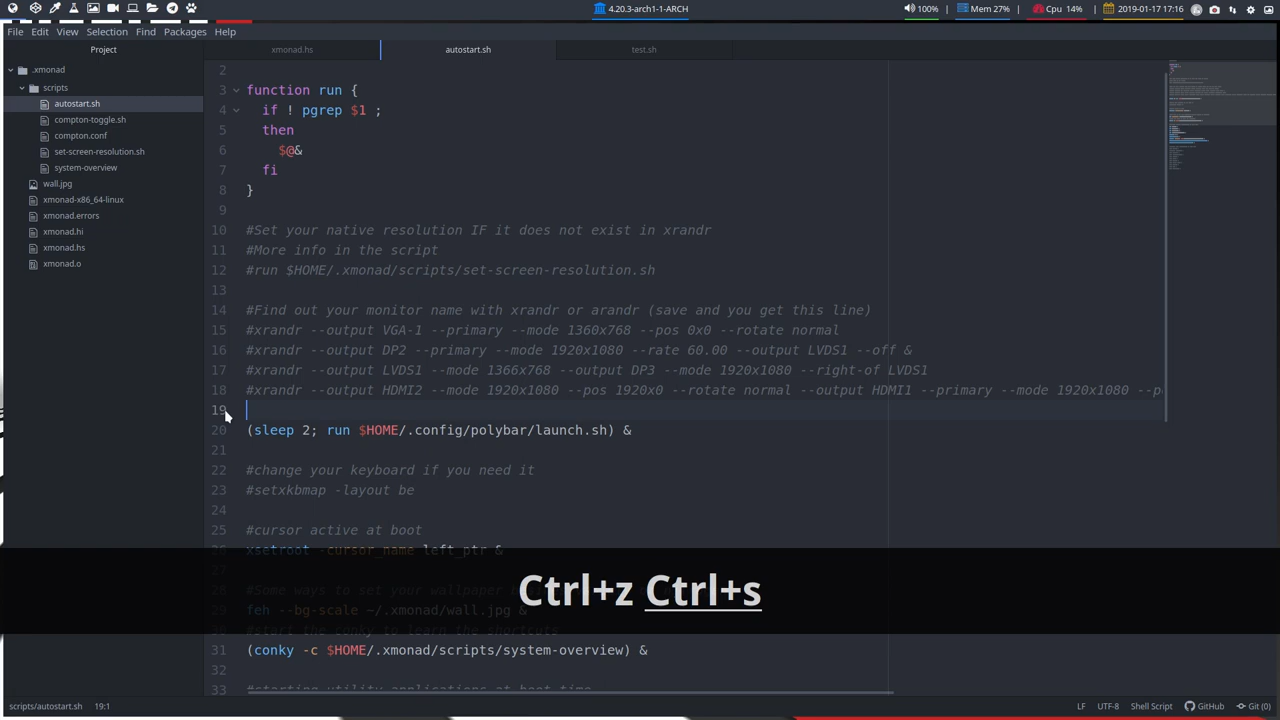 4.20.3-arch1-1-ARCH
100%
Mem 27%
Cpu 14%
2019-01-17 17:16
File Edit View Selection Find Packages Help
Project
xmonad.hs
autostart.sh
test.sh
.xmonad
scripts
autostart.sh
compton-toggle.sh
compton.conf
set-screen-resolution.sh
system-overview
wall.jpg
xmonad-x86_64-linux
xmonad.errors
xmonad.hi
xmonad.hs
xmonad.o
2
3 function run {
4 if ! pgrep $1 ;
5 then
6 $@&
7 fi
8 }
9
10 #Set your native resolution IF it does not exist in xrandr
11 #More info in the script
12 #run $HOME/.xmonad/scripts/set-screen-resolution.sh
13
14 #Find out your monitor name with xrandr or arandr (save and you get this line)
15 #xrandr --output VGA-1 --primary --mode 1360x768 --pos 0x0 --rotate normal
16 #xrandr --output DP2 --primary --mode 1920x1080 --rate 60.00 --output LVDS1 --off &
17 #xrandr --output LVDS1 --mode 1366x768 --output DP3 --mode 1920x1080 --right-of LVDS1
18 #xrandr --output HDMI2 --mode 1920x1080 --pos 1920x0 --rotate normal --output HDMI1 --primary --mode 1920x1080 --p
19
20 (sleep 2; run $HOME/.config/polybar/launch.sh) &
21
22 #change your keyboard if you need it
23 #setxkbmap -layout be
24
25 #cursor active at boot
26 xsetroot -cursor_name left_ptr &
27
28 #Some ways to set your wallpaper
29 feh --bg-scale ~/.xmonad/wall.jpg &
#start the conky to learn the shortcuts
31 (conky -c $HOME/.xmonad/scripts/system-overview) &
32
33 #starting utility applications at boot time
Ctrl+z Ctrl+s
scripts/autostart.sh 19:1
LF UTF-8 Shell Script GitHub Git (0)